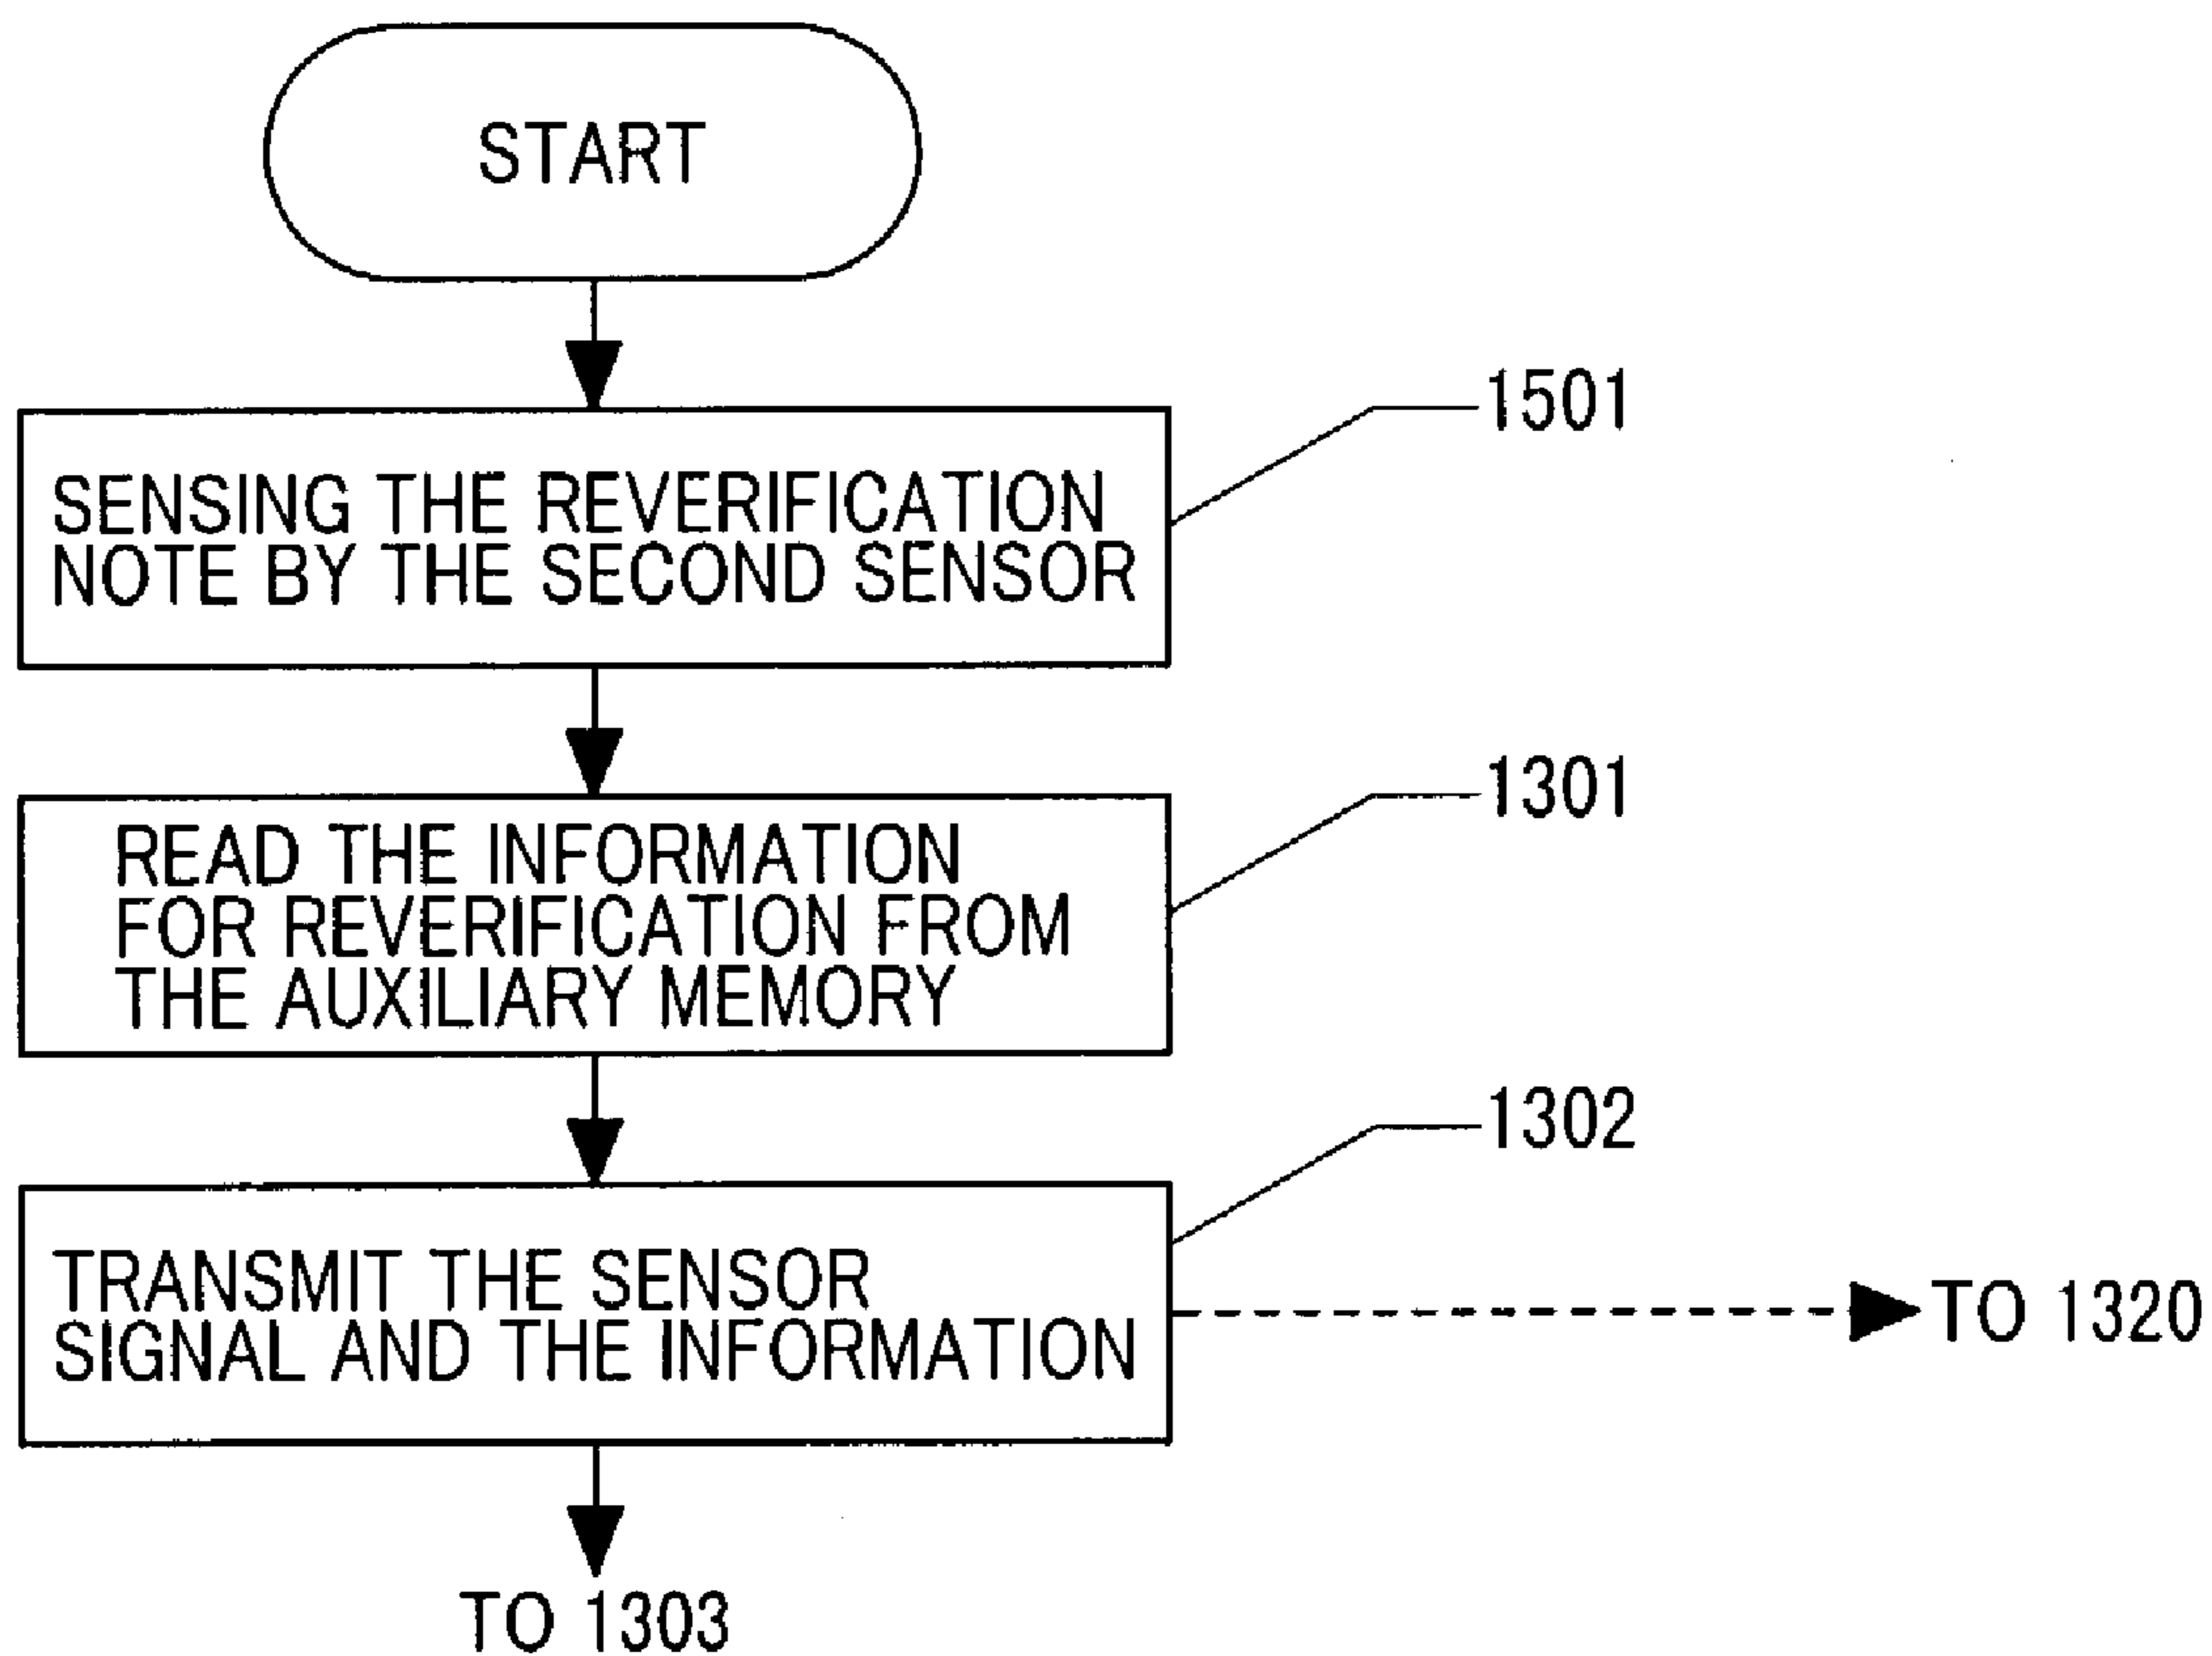 START
1501
SENSING THE REVERIFICATION
NOTE BY THE SECOND SENSOR
1301
READ THE INFORMATION
FOR REVERIFICATION FROM
THE AUXILIARY MEMORY
1302
TRANSMIT THE SENSOR
SIGNAL AND THE INFORMATION
TO 1320
TO 1303